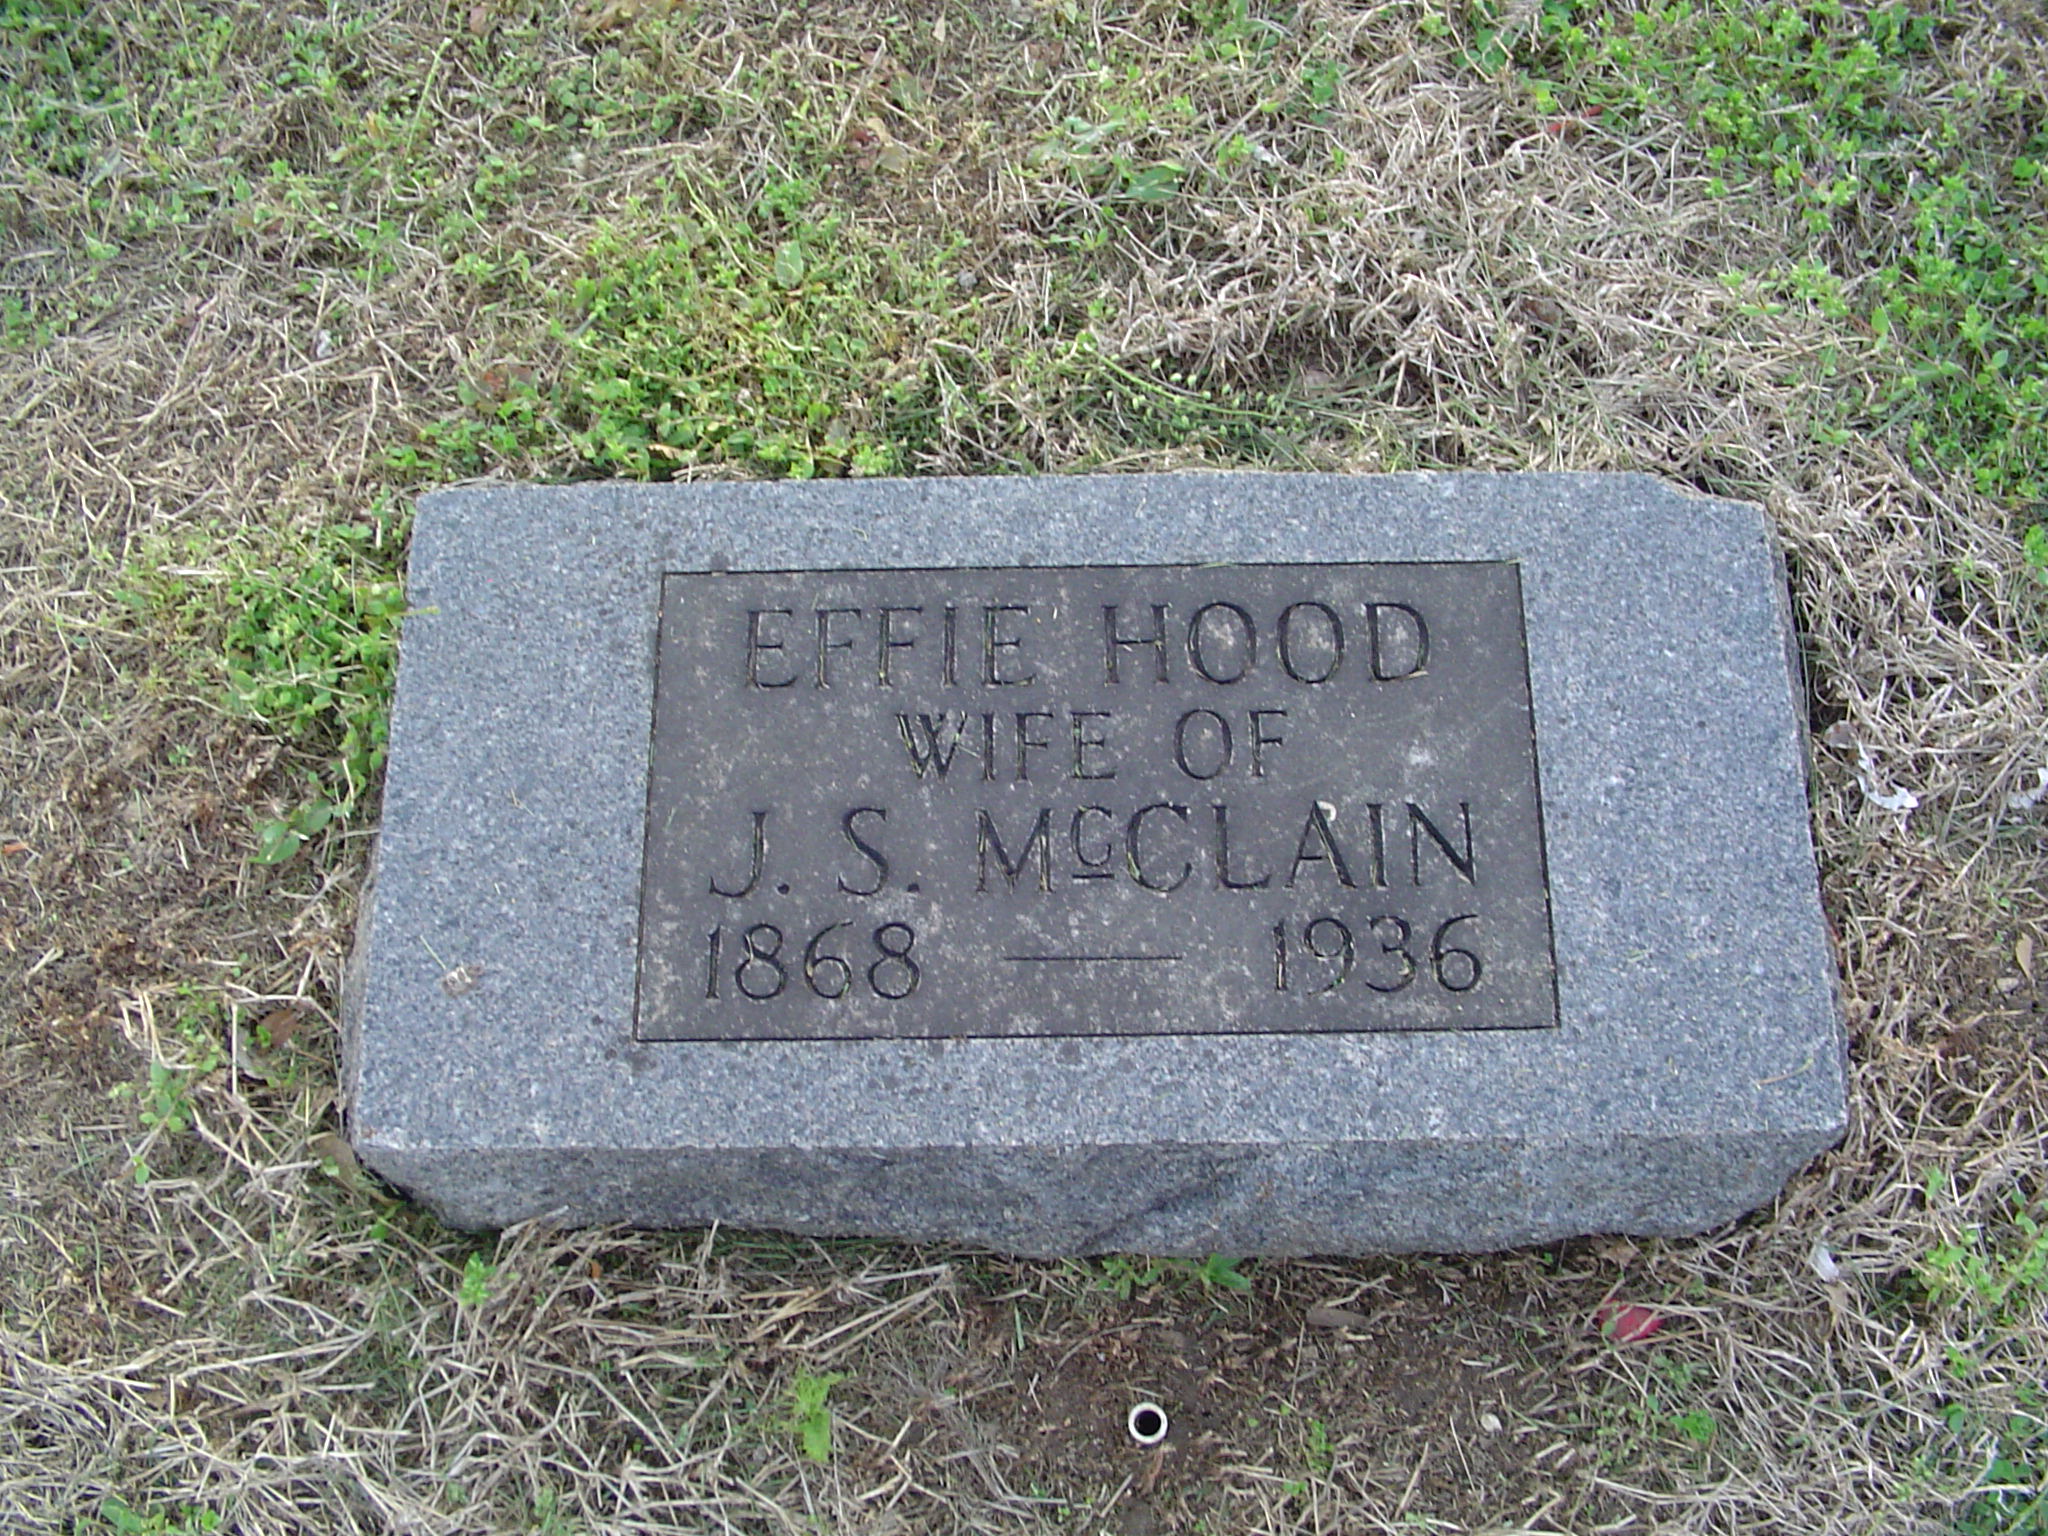 EFFIE HOOD
WIFE OF
J. S. McCLAIN
1868 — 1936